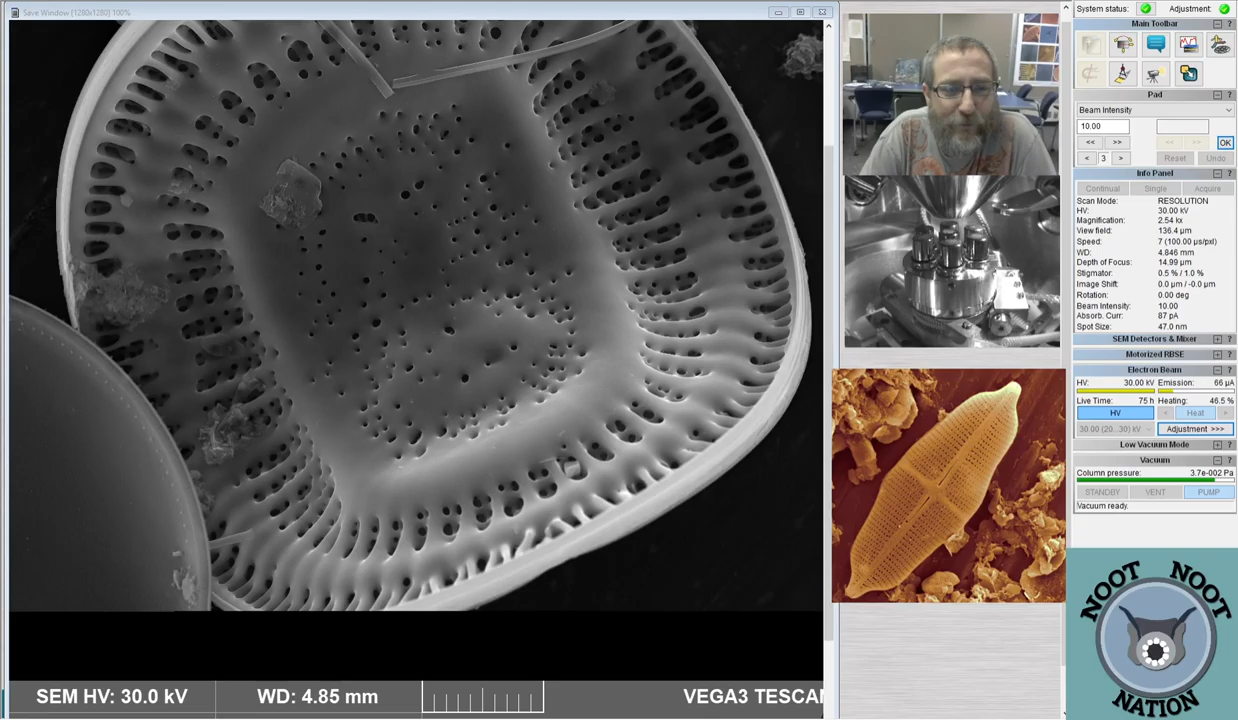 Save Window [1280x1280] 100%
SEM HV: 30.0 kV
WD: 4.85 mm
VEGA3 TESCAN
System status:
Adjustment:
Main Toolbar
Pad
Beam Intensity
10.00
<< >>
>> <<
OK
< 3 >
Reset
Undo
Info Panel
Continual
Single
Acquire
Scan Mode: RESOLUTION
HV: 30.00 kV
Magnification: 2.54 kx
View field: 136.4 µm
Speed: 7 (100.00 µs/pxl)
WD: 4.846 mm
Depth of Focus: 14.99 µm
Stigmator: 0.5 % / 1.0 %
Image Shift: 0.0 µm / -0.0 µm
Rotation: 0.00 deg
Beam Intensity: 10.00
Absorb. Curr: 87 pA
Spot Size: 47.0 nm
SEM Detectors & Mixer
Motorized RBSE
Electron Beam
HV: 30.00 kV Emission: 66 µA
Live Time: 75 h Heating: 46.5 %
HV < Heat >
30.00 (20...30) kV Adjustment >>>
Low Vacuum Mode
Vacuum
Column pressure: 3.7e-002 Pa
STANDBY VENT PUMP
Vacuum ready.
NOOT NOOT
NATION